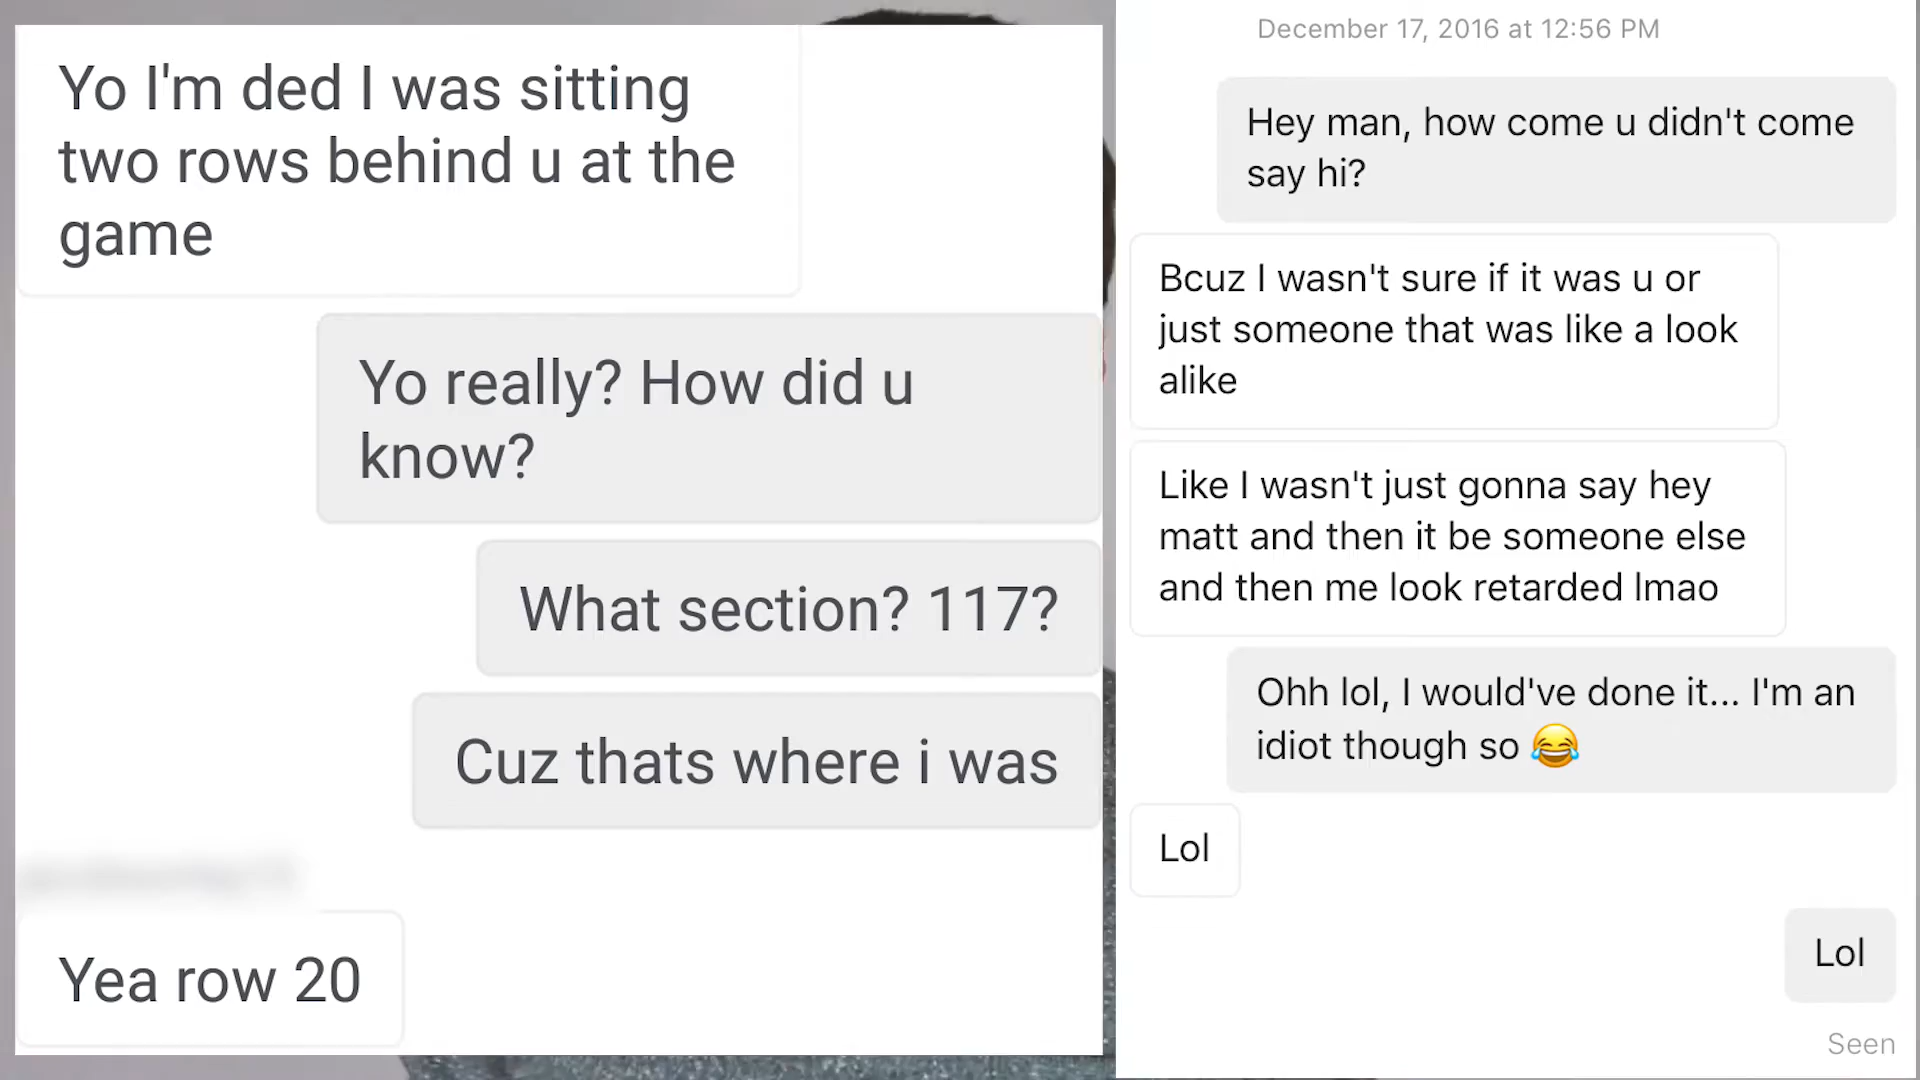 Yo I'm ded I was sitting
two rows behind u at the
game
Yo really? How did u
know?
What section? 117?
Cuz thats where i was
Yea row 20
December 17, 2016 at 12:56 PM
Hey man, how come u didn't come
say hi?
Bcuz I wasn't sure if it was u or
just someone that was like a look
alike
Like I wasn't just gonna say hey
matt and then it be someone else
and then me look retarded lmao
Ohh lol, I would've done it... I'm an
idiot though so 😂
Lol
Lol
Seen